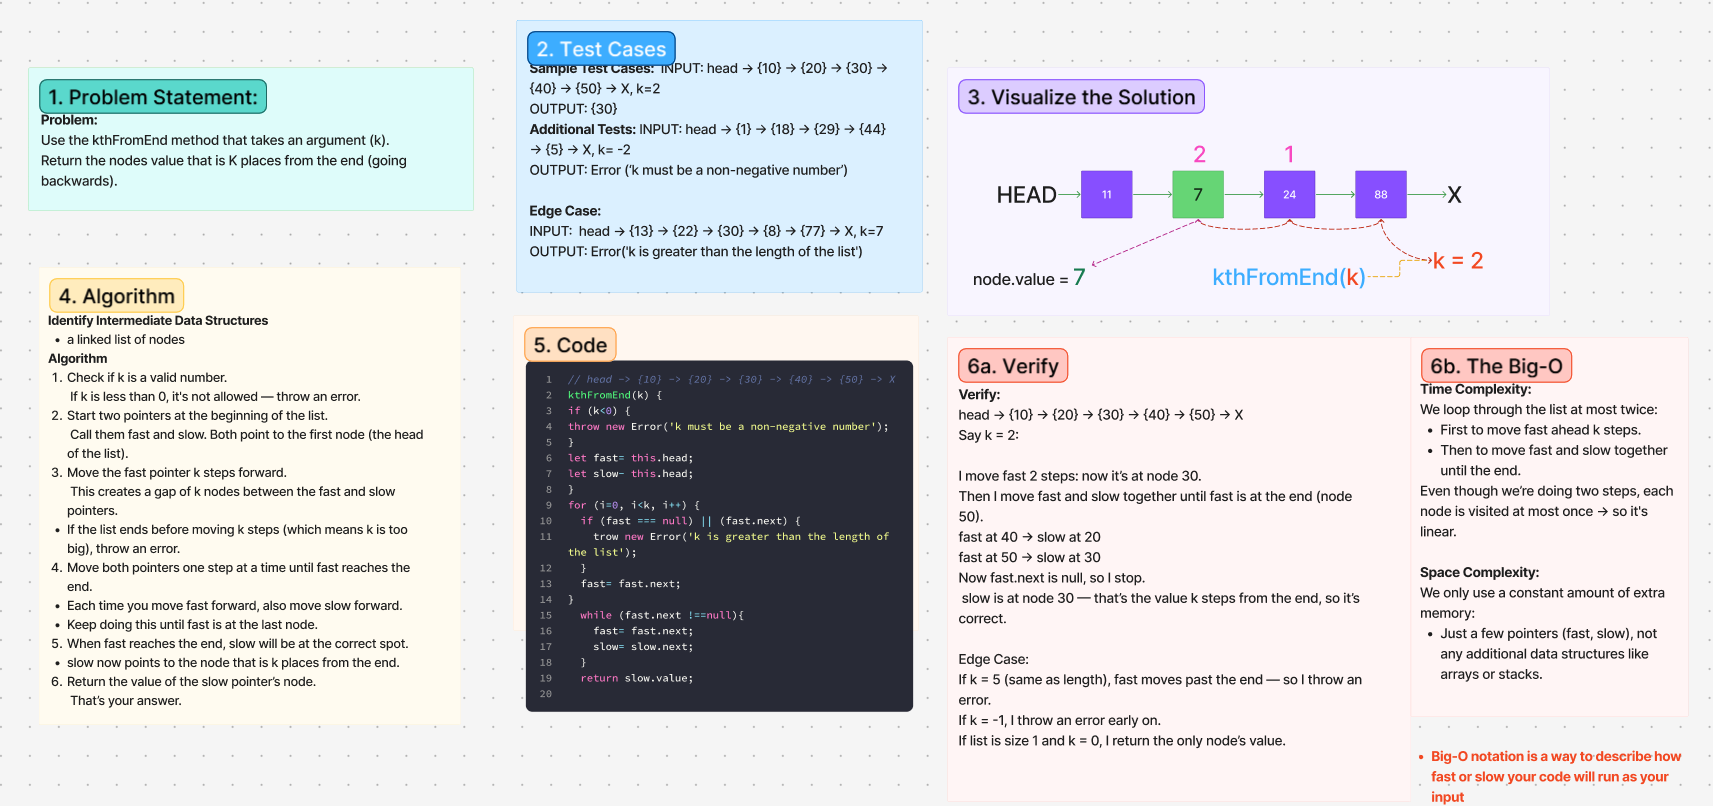 1. Problem Statement:
Problem:
Use the kthFromEnd method that takes an argument (k).
Return the nodes value that is K places from the end (going
backwards).
2. Test Cases
Sample Test Cases: INPUT: head → {10} → {20} → {30} →
{40} → {50} → X, k=2
OUTPUT: {30}
Additional Tests: INPUT: head → {1} → {18} → {29} → {44}
→ {5} → X, k= -2
OUTPUT: Error (‘k must be a non-negative number’)
Edge Case:
INPUT:  head → {13} → {22} → {30} → {8} → {77} → X, k=7
OUTPUT: Error('k is greater than the length of the list')
3. Visualize the Solution
2 1
HEAD 11 7 24 88 X
node.value = 7
kthFromEnd(k)
k = 2
4. Algorithm
Identify Intermediate Data Structures
• a linked list of nodes
Algorithm
1. Check if k is a valid number.
If k is less than 0, it's not allowed — throw an error.
2. Start two pointers at the beginning of the list.
Call them fast and slow. Both point to the first node (the head
of the list).
3. Move the fast pointer k steps forward.
This creates a gap of k nodes between the fast and slow
pointers.
• If the list ends before moving k steps (which means k is too
big), throw an error.
4. Move both pointers one step at a time until fast reaches the
end.
• Each time you move fast forward, also move slow forward.
• Keep doing this until fast is at the last node.
5. When fast reaches the end, slow will be at the correct spot.
• slow now points to the node that is k places from the end.
6. Return the value of the slow pointer’s node.
That’s your answer.
5. Code
1 // head -> {10} -> {20} -> {30} -> {40} -> {50} -> X
2 kthFromEnd(k) {
3 if (k<0) {
4 throw new Error('k must be a non-negative number');
5 }
6 let fast= this.head;
7 let slow- this.head;
8 }
9 for (i=0, i<k, i++) {
10 if (fast === null) || (fast.next) {
11 trow new Error('k is greater than the length of
the list');
12 }
13 fast= fast.next;
14 }
15 while (fast.next !==null){
16 fast= fast.next;
17 slow= slow.next;
18 }
19 return slow.value;
20
6a. Verify
Verify:
head → {10} → {20} → {30} → {40} → {50} → X
Say k = 2:
I move fast 2 steps: now it’s at node 30.
Then I move fast and slow together until fast is at the end (node
50).
fast at 40 → slow at 20
fast at 50 → slow at 30
Now fast.next is null, so I stop.
slow is at node 30 — that’s the value k steps from the end, so it’s
correct.
Edge Case:
If k = 5 (same as length), fast moves past the end — so I throw an
error.
If k = -1, I throw an error early on.
If list is size 1 and k = 0, I return the only node’s value.
6b. The Big-O
Time Complexity:
We loop through the list at most twice:
• First to move fast ahead k steps.
• Then to move fast and slow together
until the end.
Even though we’re doing two steps, each
node is visited at most once → so it's
linear.
Space Complexity:
We only use a constant amount of extra
memory:
• Just a few pointers (fast, slow), not
any additional data structures like
arrays or stacks.
• Big-O notation is a way to describe how
fast or slow your code will run as your
input